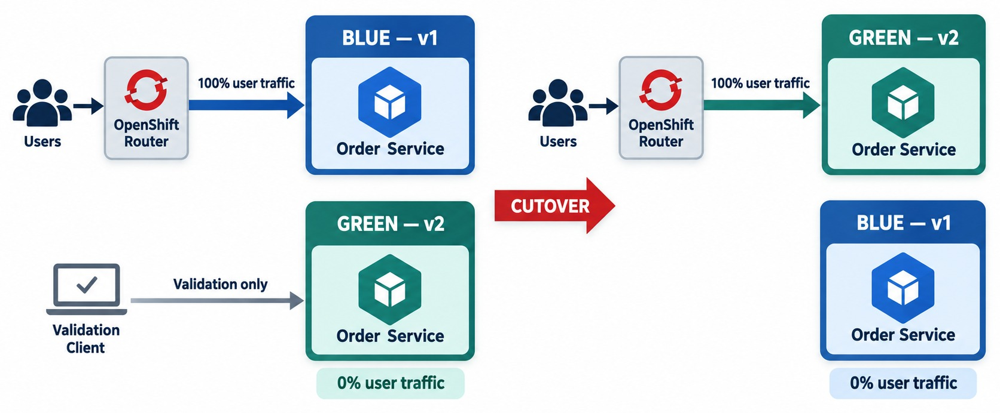 BLUE — v1
100% user traffic
OpenShift
Router
Users
Order Service
GREEN — v2
Validation only
Order Service
Validation
Client
0% user traffic
CUTOVER
GREEN — v2
100% user traffic
OpenShift
Router
Users
Order Service
BLUE — v1
Order Service
0% user traffic